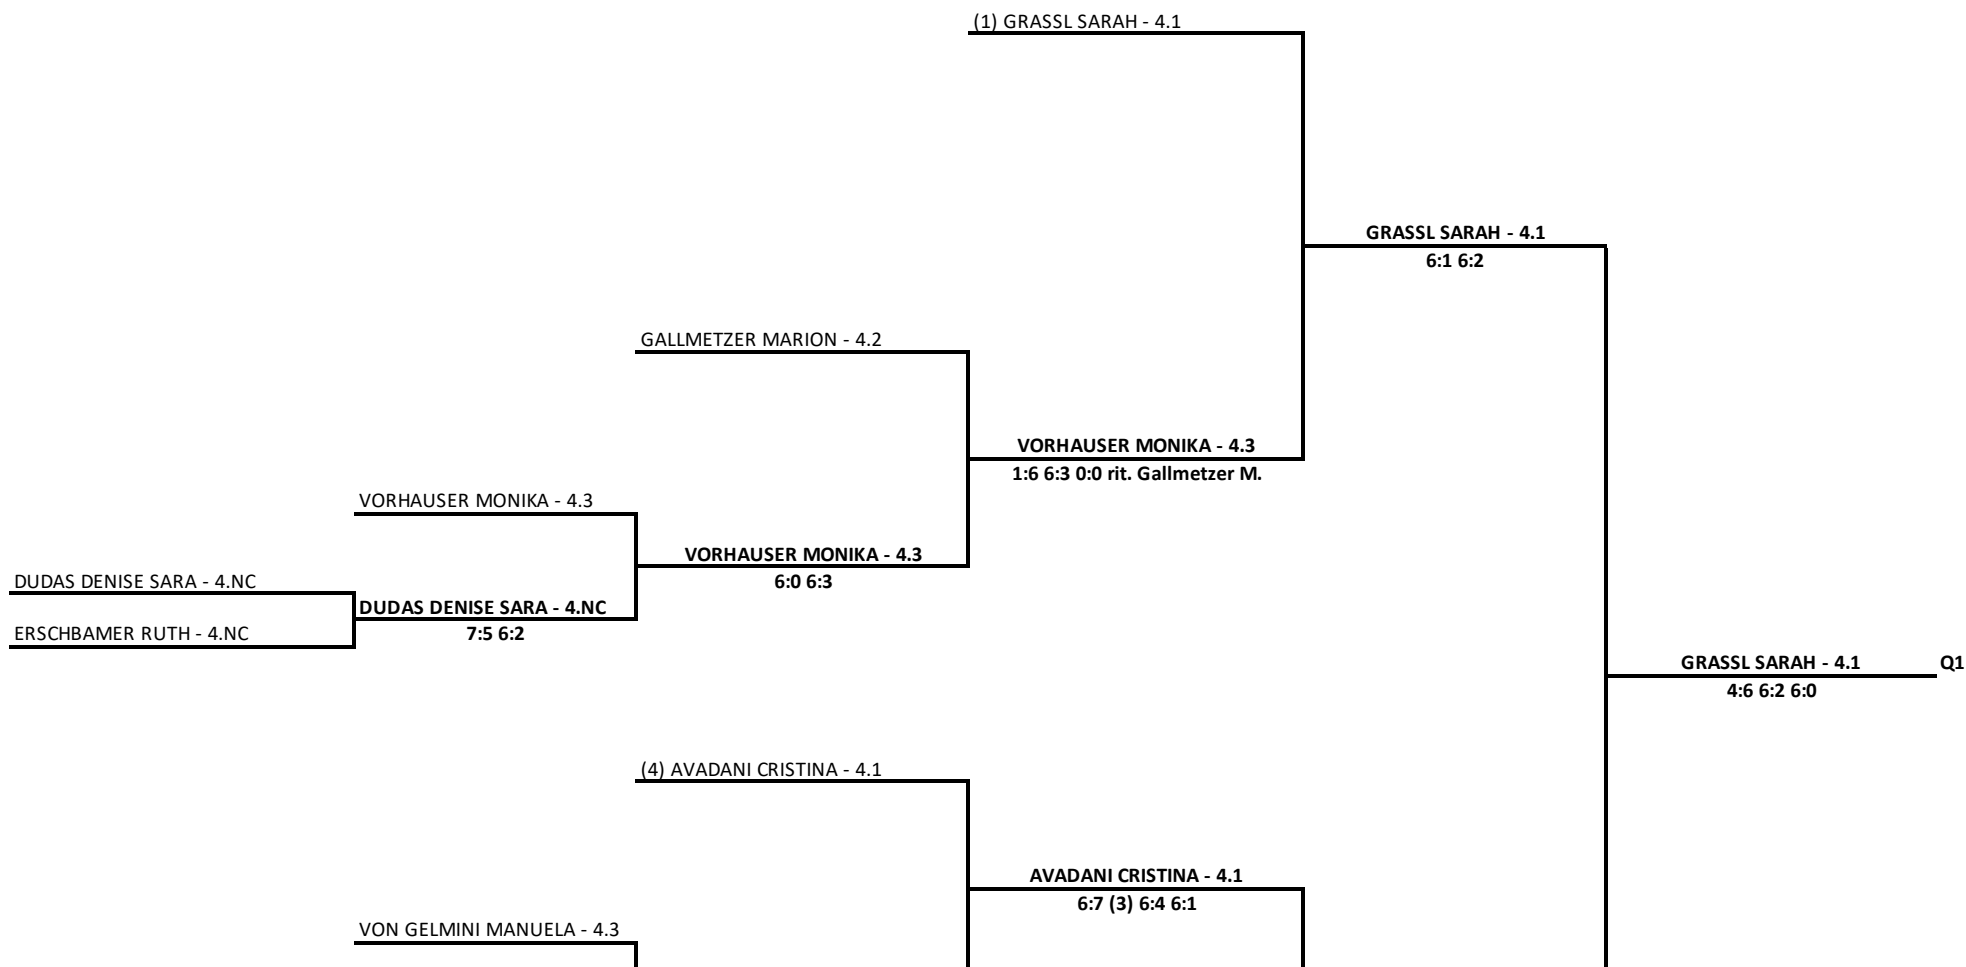 (1) GRASSL SARAH - 4.1
GRASSL SARAH - 4.1
6:1 6:2
GALLMETZER MARION - 4.2
VORHAUSER MONIKA - 4.3
1:6 6:3 0:0 rit. Gallmetzer M.
VORHAUSER MONIKA - 4.3
VORHAUSER MONIKA - 4.3
6:0 6:3
DUDAS DENISE SARA - 4.NC
DUDAS DENISE SARA - 4.NC
7:5 6:2
ERSCHBAMER RUTH - 4.NC
GRASSL SARAH - 4.1 Q1
4:6 6:2 6:0
(4) AVADANI CRISTINA - 4.1
AVADANI CRISTINA - 4.1
6:7 (3) 6:4 6:1
VON GELMINI MANUELA - 4.3